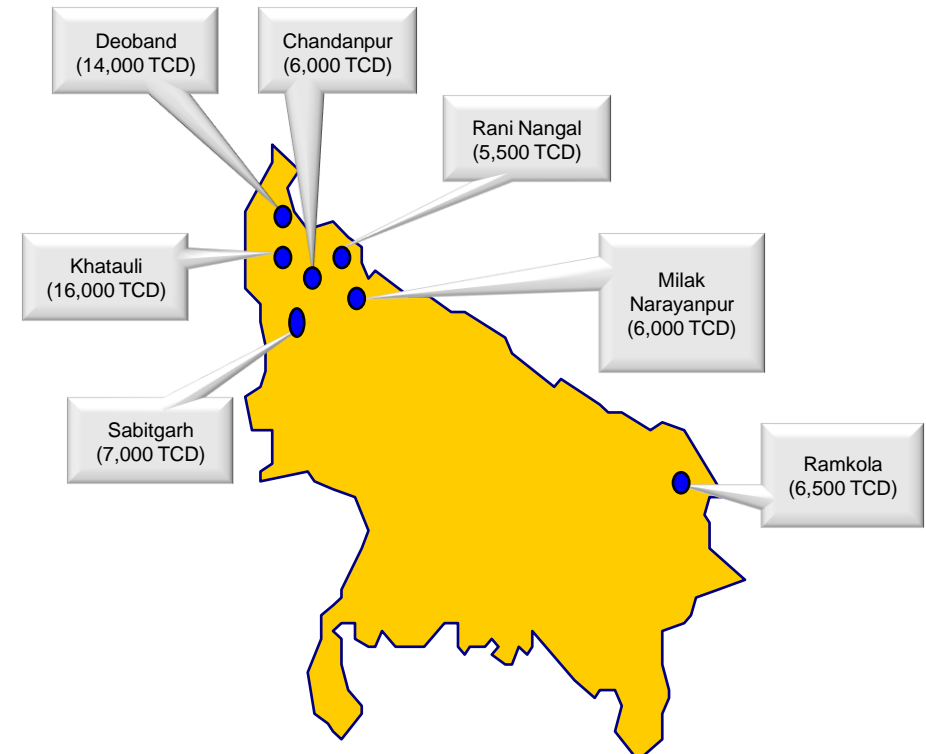 Deoband
(14,000 TCD)
Chandanpur
(6,000 TCD)
Rani Nangal
(5,500 TCD)
Khatauli
(16,000 TCD)
Milak
Narayanpur
(6,000 TCD)
Sabitgarh
(7,000 TCD)
Ramkola
(6,500 TCD)